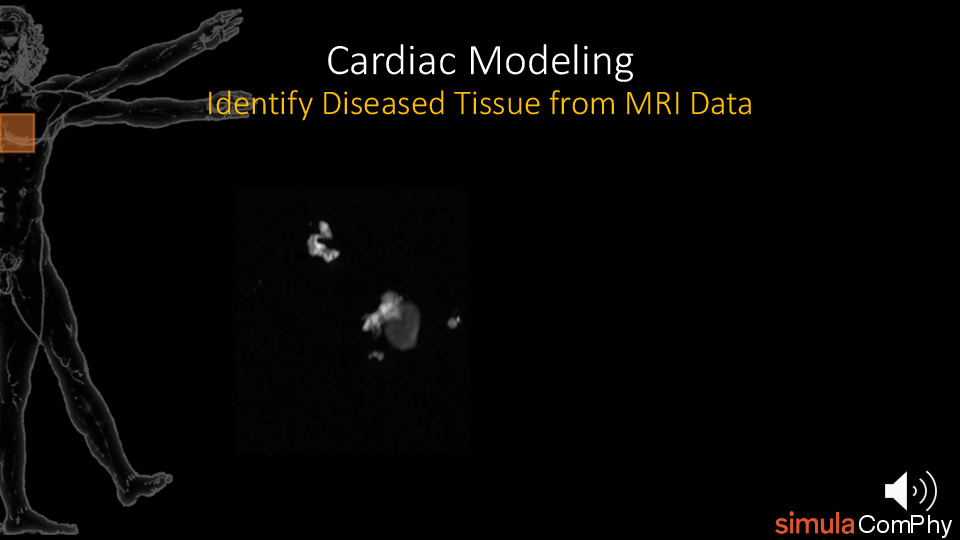 Cardiac Modeling
Identify Diseased Tissue from MRI Data
simula ComPhy